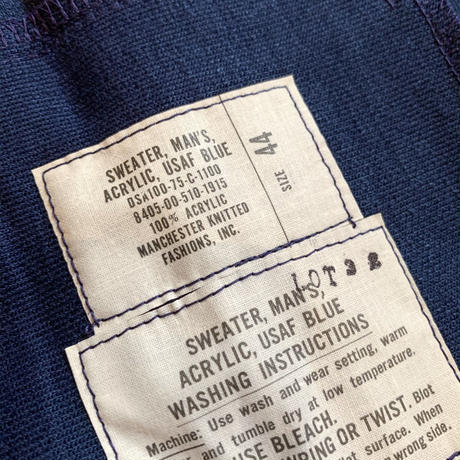 SWEATER, MAN'S,
ACRYLIC, USAF BLUE
DSA100-75-C-1100
8405-00-510-1915
100% ACRYLIC
MANCHESTER KNITTED
FASHIONS, INC.
SIZE 44
LOT 32
SWEATER, MAN'S,
ACRYLIC, USAF BLUE
WASHING INSTRUCTIONS
Machine: Use wash and wear setting, warm
and tumble dry at low temperature.
USE BLEACH.
WRING OR TWIST. Blot
flat surface. When
wrong side.